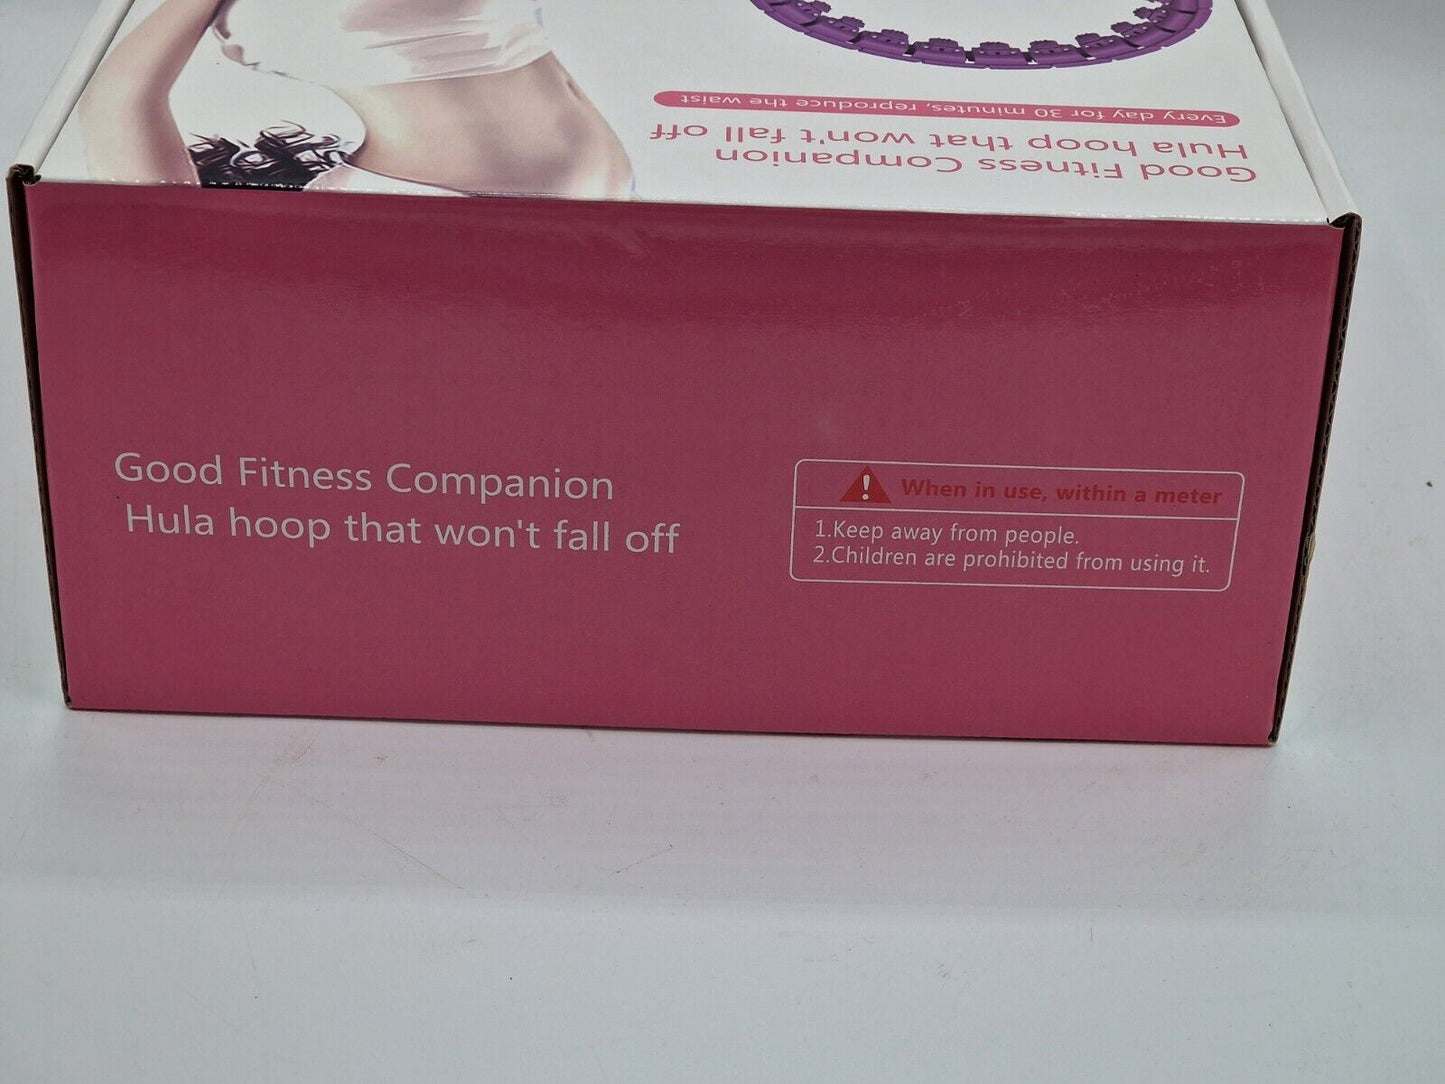 Good Fitness Companion
Hula hoop that won't fall off
Every day for 30 minutes, reproduce the waist
Good Fitness Companion
Hula hoop that won't fall off
When in use, within a meter
1.Keep away from people.
2.Children are prohibited from using it.